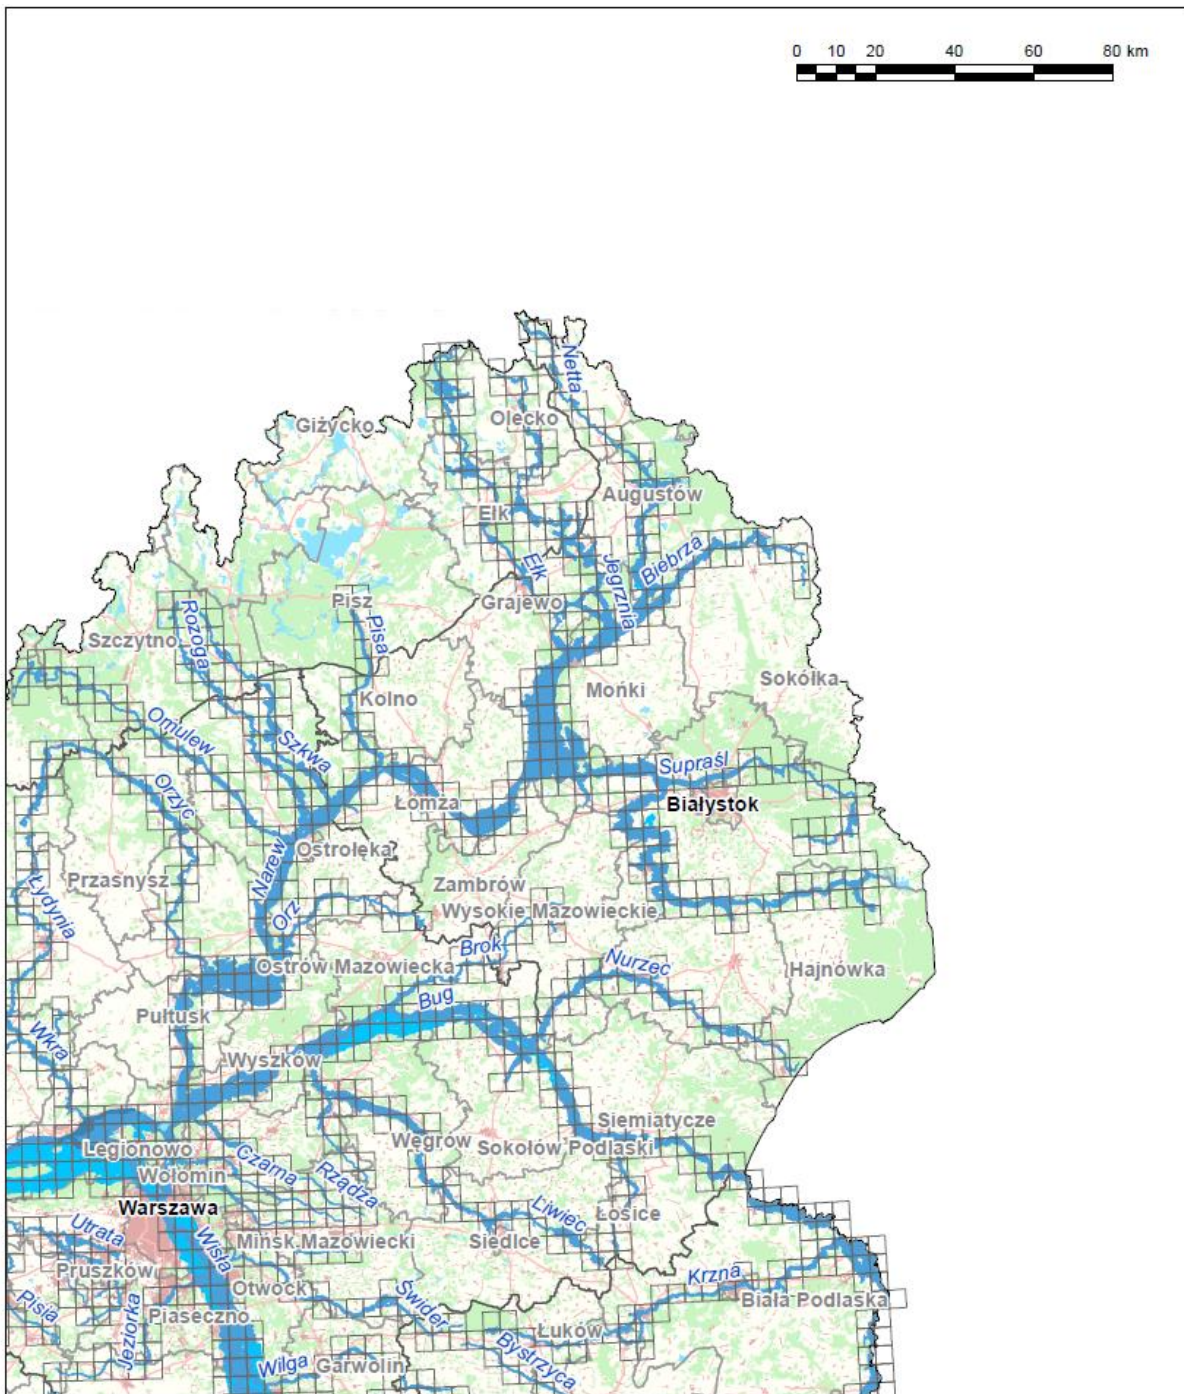 0 10 20 40 60 80 km
Netta
Olecko
Giżycko
Augustów
Ełk
Ełk
Jegrznia
Biebrza
Pisz
Pisa
Grajewo
Rozoga
Szczytno
Kolno
Mońki
Sokółka
Omulew
Szkwa
Orzyc
Supraśl
Łomża
Białystok
Narew
Ostrołęka
Przasnysz
Łydynia
Zambrów
Orz
Wysokie Mazowieckie
Brok
Nurzec
Ostrów Mazowiecka
Hajnówka
Bug
Pułtusk
Wkra
Wyszków
Siemiatycze
Legionowo
Węgrów
Sokołów Podlaski
Czarna
Rządza
Wołomin
Warszawa
Utrata
Wisła
Liwiec
Łosice
Mińsk Mazowiecki
Siedlce
Pruszków
Otwock
Krzna
Biała Podlaska
Pisia
Jeziorka
Piaseczno
Świder
Łuków
Bystrzyca
Wilga
Garwolin